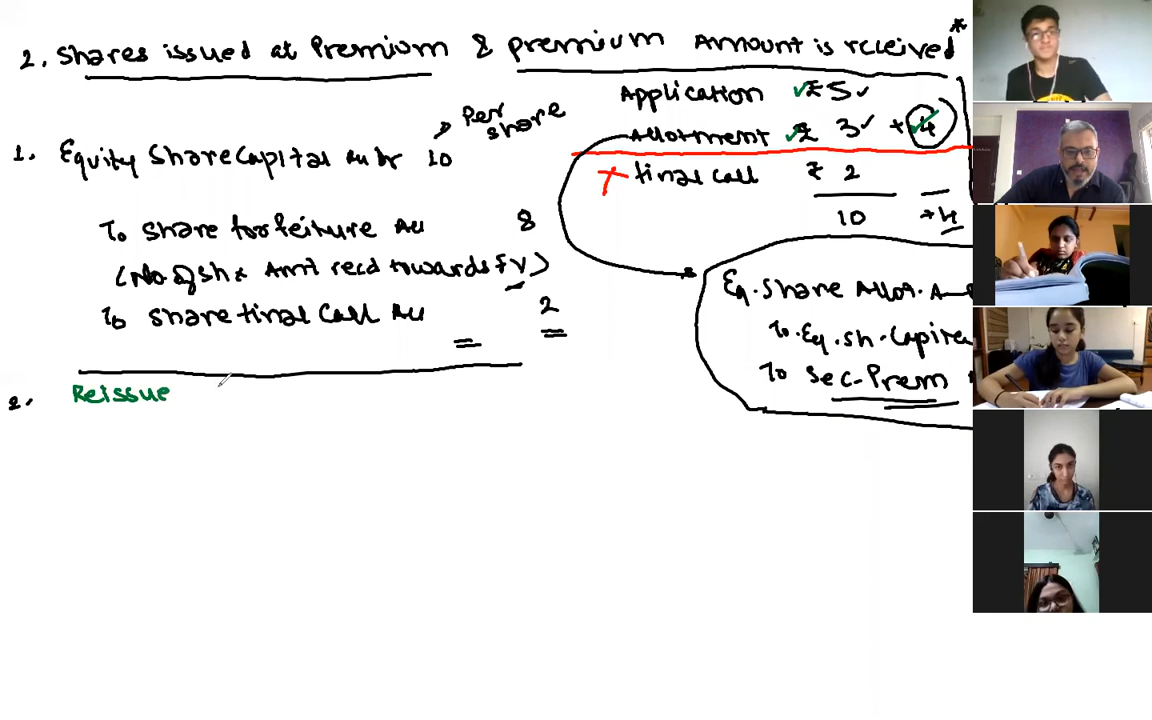 2. Shares issued at Premium & premium Amount is received*
Application ✓₹ 5 ✓
Allotment ✓₹ 3 ✓ + 4
✗ final call ₹ 2
10 +4
Per share
1. Equity Share Capital A/c Dr 10
To share forfeiture A/c 8
(No of sh x Amt recd towards F.V)
To share final call A/c 2
Eq. Share Allot. A
To. Eq. sh. Capital
To Sec. Prem
2. Reissue